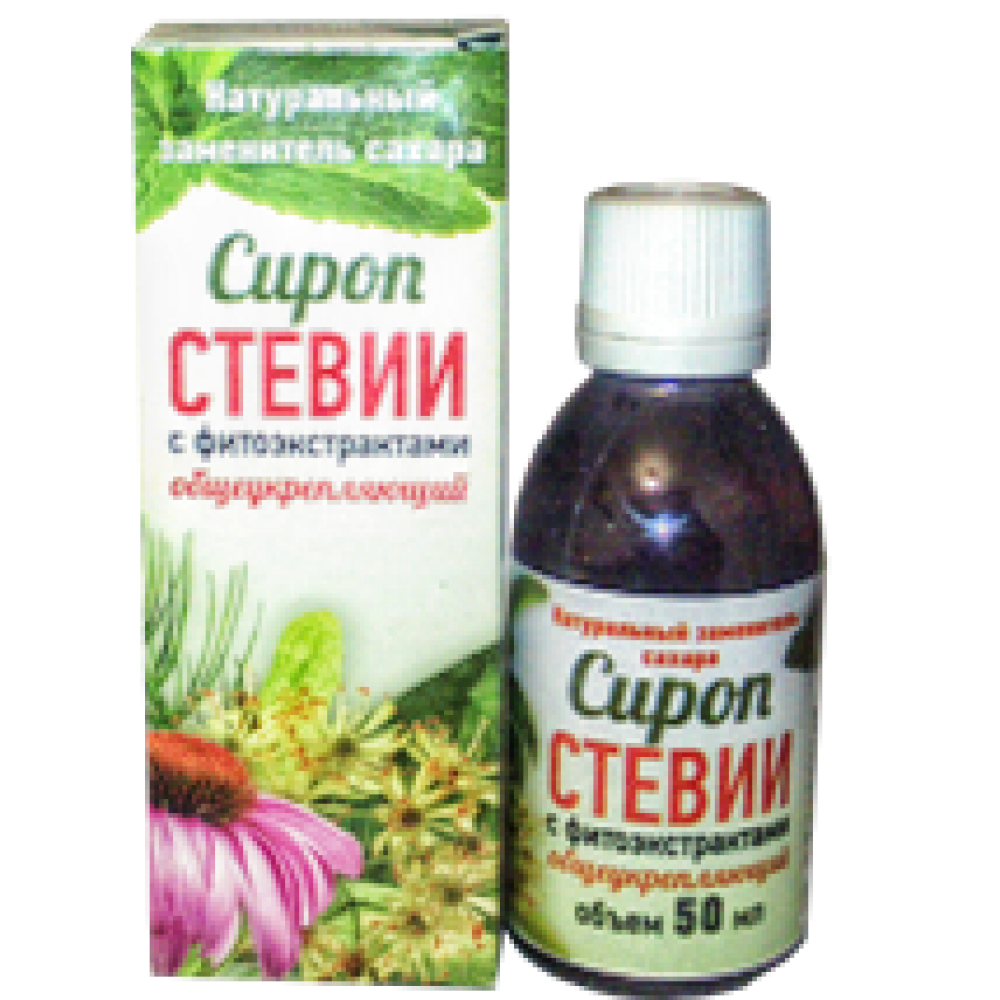 Натуральный
заменитель сахара
Сироп
СТЕВИИ
с фитоэкстрактами
общеукрепляющий
Натуральный заменитель
сахара
Сироп
СТЕВИИ
с фитоэкстрактами
общеукрепляющий
объем 50 мл